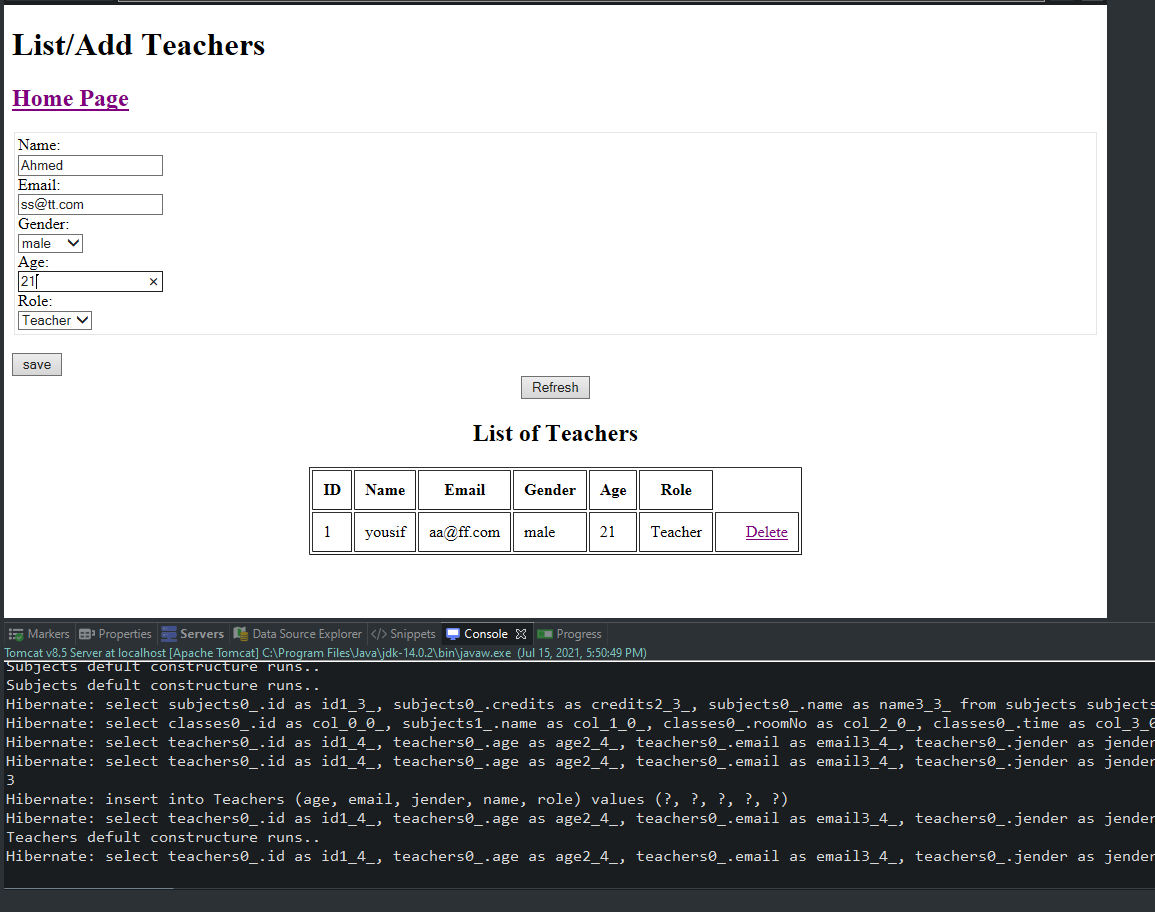 List/Add Teachers
Home Page
Name:
Ahmed
Email:
ss@tt.com
Gender:
male
Age:
21
Role:
Teacher
save
Refresh
List of Teachers
ID Name Email Gender Age Role
1 yousif aa@ff.com male 21 Teacher Delete
Markers Properties Servers Data Source Explorer Snippets Console Progress
Tomcat v8.5 Server at localhost [Apache Tomcat] C:\Program Files\Java\jdk-14.0.2\bin\javaw.exe (Jul 15, 2021, 5:50:49 PM)
Subjects defult constructure runs..
Subjects defult constructure runs..
Hibernate: select subjects0_.id as id1_3_, subjects0_.credits as credits2_3_, subjects0_.name as name3_3_ from subjects subjects
Hibernate: select classes0_.id as col_0_0_, subjects1_.name as col_1_0_, classes0_.roomNo as col_2_0_, classes0_.time as col_3_0
Hibernate: select teachers0_.id as id1_4_, teachers0_.age as age2_4_, teachers0_.email as email3_4_, teachers0_.jender as jender
Hibernate: select teachers0_.id as id1_4_, teachers0_.age as age2_4_, teachers0_.email as email3_4_, teachers0_.jender as jender
3
Hibernate: insert into Teachers (age, email, jender, name, role) values (?, ?, ?, ?, ?)
Hibernate: select teachers0_.id as id1_4_, teachers0_.age as age2_4_, teachers0_.email as email3_4_, teachers0_.jender as jender
Teachers defult constructure runs..
Hibernate: select teachers0_.id as id1_4_, teachers0_.age as age2_4_, teachers0_.email as email3_4_, teachers0_.jender as jender